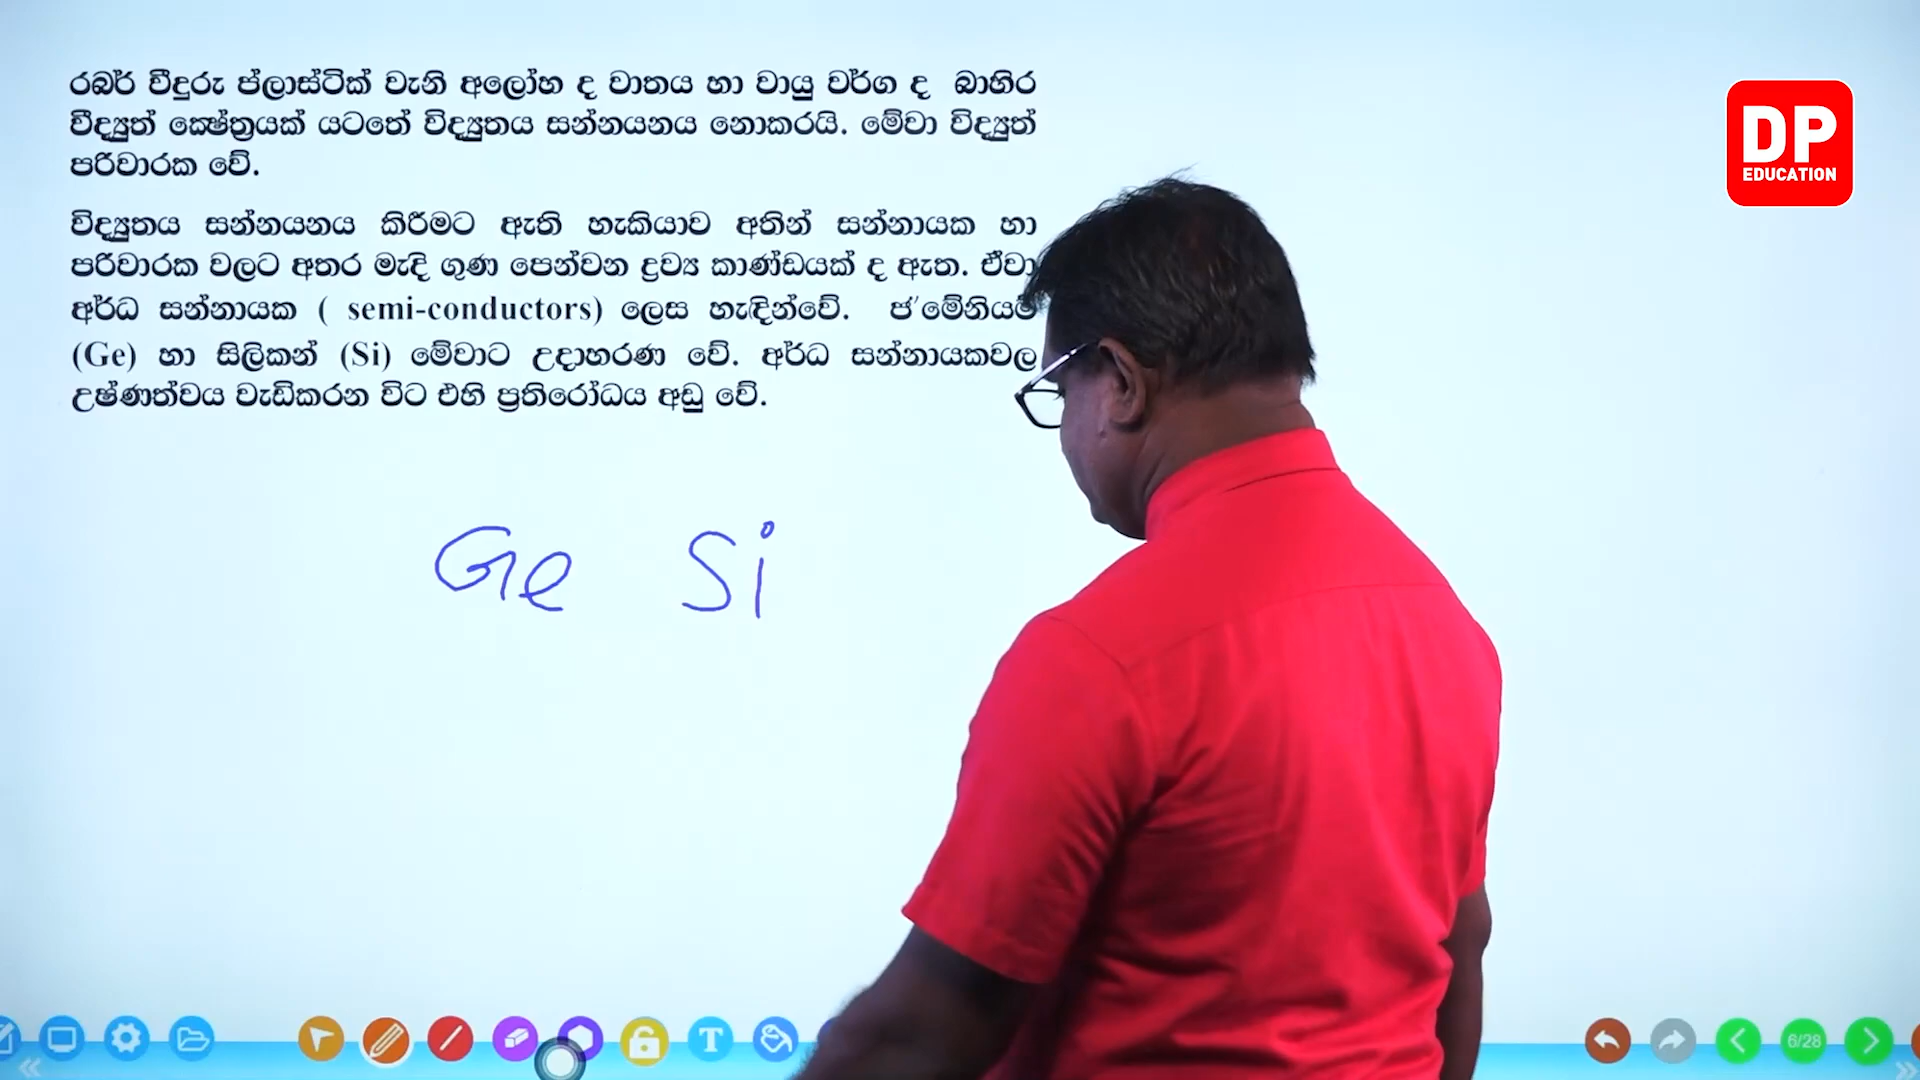 රබර් වීදුරු ප්ලාස්ටික් වැනි අලෝහ ද වාතය හා වායු වර්ග ද බාහිර
වීද්‍යුත් ක්‍ෂේත්‍රයක් යටතේ විද්‍යුතය සන්නයනය නොකරයි. මේවා විද්‍යුත්
පරිවාරක වේ.
විද්‍යුතය සන්නයනය කිරීමට ඇති හැකියාව අතින් සන්නායක හා
පරිවාරක වලට අතර මැදි ගුණ පෙන්වන ද්‍රව්‍ය කාණ්ඩයක් ද ඇත. ඒවා
අර්ධ සන්නායක ( semi-conductors) ලෙස හැඳින්වේ. ජ'මේනියම්
(Ge) හා සිලිකන් (Si) මේවාට උදාහරණ වේ. අර්ධ සන්නායකවල
උෂ්ණත්වය වැඩිකරන විට එහි ප්‍රතිරෝධය අඩු වේ.
Ge Si
DP
EDUCATION
T
6/28